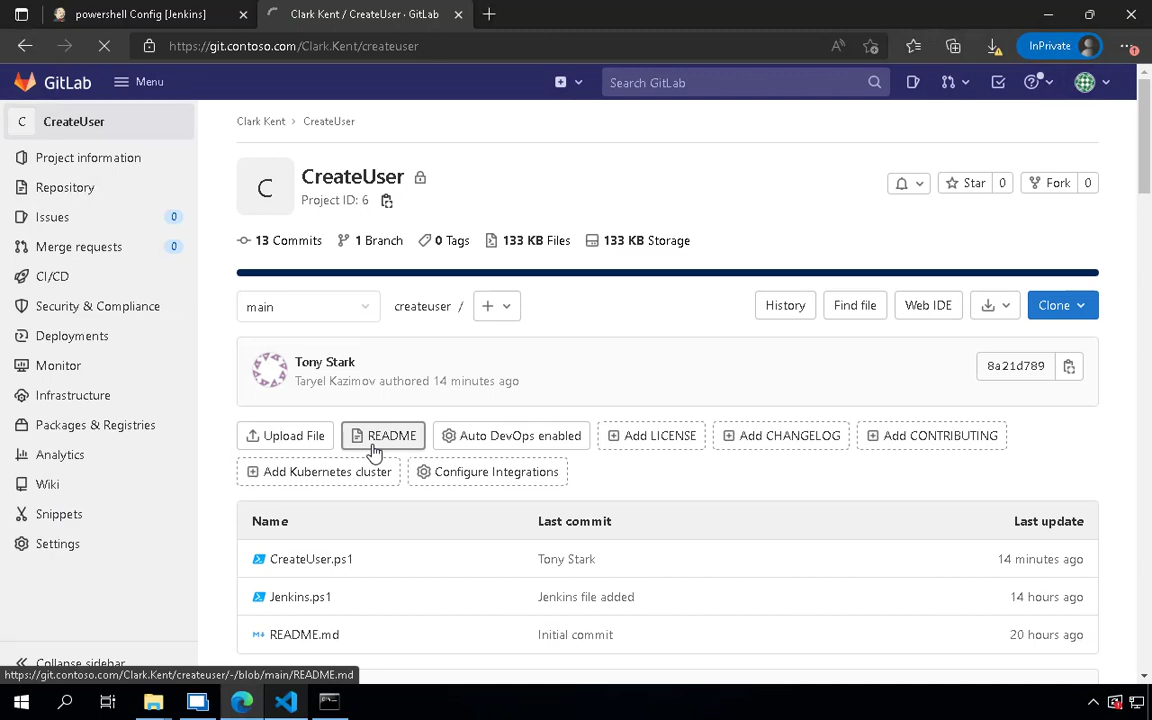 powershell Config [Jenkins]
Clark Kent / CreateUser · GitLab
https://git.contoso.com/Clark.Kent/createuser
InPrivate
GitLab
Menu
Search GitLab
C CreateUser
Clark Kent > CreateUser
Project information
Repository
Issues 0
Merge requests 0
CI/CD
Security & Compliance
Deployments
Monitor
Infrastructure
Packages & Registries
Analytics
Wiki
Snippets
Settings
Collapse sidebar
C
CreateUser
Project ID: 6
Star 0
Fork 0
13 Commits
1 Branch
0 Tags
133 KB Files
133 KB Storage
main
createuser /
History
Find file
Web IDE
Clone
Tony Stark
Taryel Kazimov authored 14 minutes ago
8a21d789
Upload File
README
Auto DevOps enabled
Add LICENSE
Add CHANGELOG
Add CONTRIBUTING
Add Kubernetes cluster
Configure Integrations
Name Last commit Last update
CreateUser.ps1 Tony Stark 14 minutes ago
Jenkins.ps1 Jenkins file added 14 hours ago
README.md Initial commit 20 hours ago
https://git.contoso.com/Clark.Kent/createuser/-/blob/main/README.md